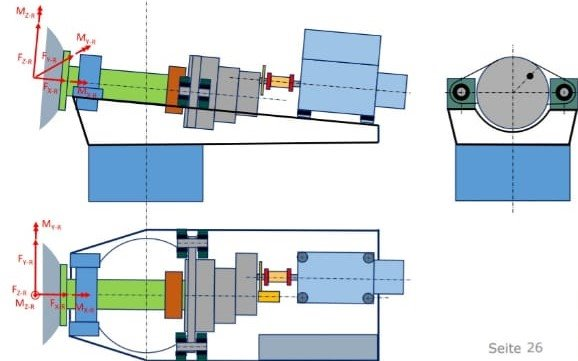 M_Z-R
M_Y-R
F_Z-R
F_Y-R
F_X-R
M_X-R
M_Y-R
F_Y-R
F_Z-R
F_X-R
M_X-R
M_Z-R
Seite 26